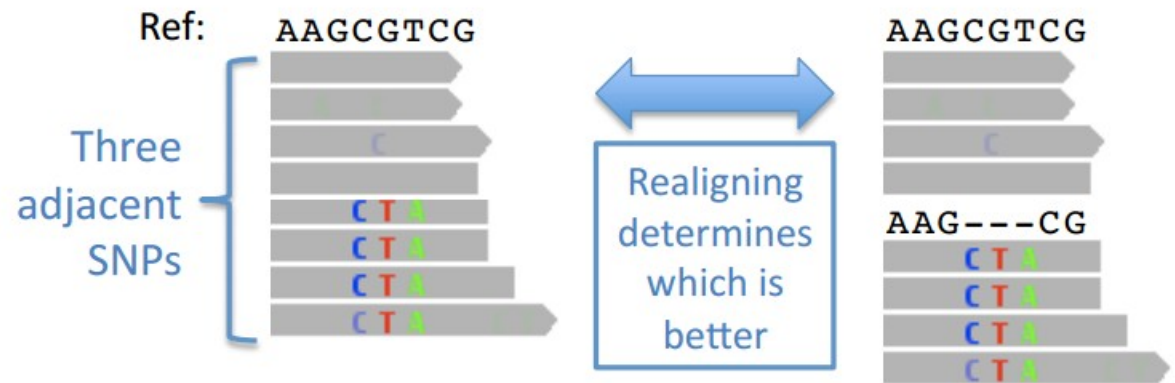 Ref: AAGCGTCG
Three
adjacent
SNPs
C
C T A
C T A
C T A
C T A
Realigning
determines
which is
better
AAGCGTCG
C
AAG---CG
C T A
C T A
C T A
C T A